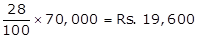 28/100 × 70,000 = Rs. 19,600